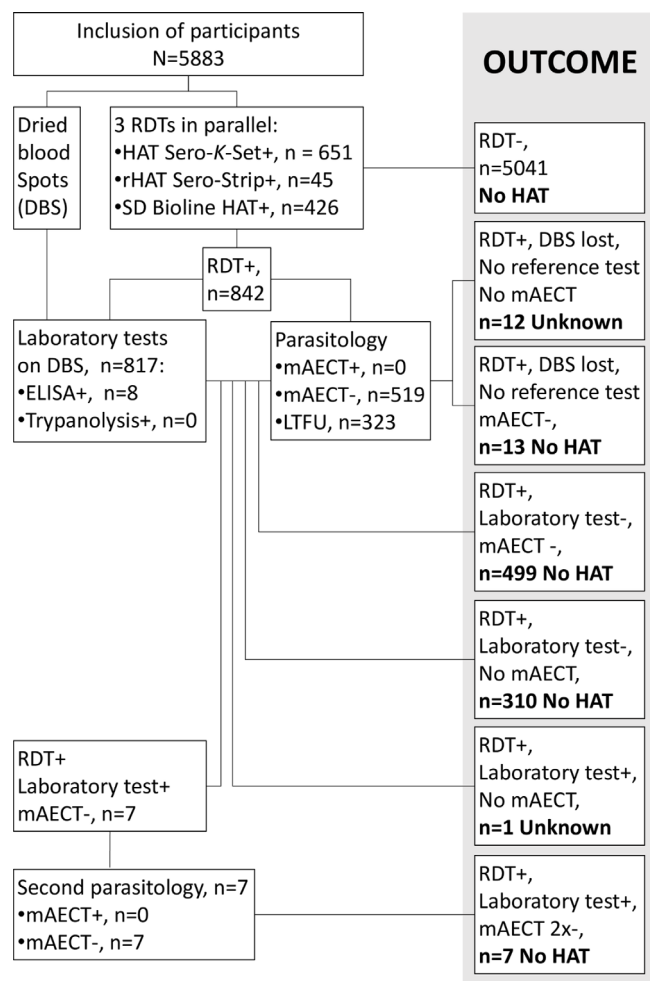 Inclusion of participants
N=5883
OUTCOME
Dried
blood
Spots
(DBS)
3 RDTs in parallel:
•HAT Sero-K-Set+, n = 651
•rHAT Sero-Strip+, n=45
•SD Bioline HAT+, n=426
RDT-,
n=5041
No HAT
RDT+,
n=842
RDT+, DBS lost,
No reference test
No mAECT
n=12 Unknown
Laboratory tests
on DBS, n=817:
•ELISA+, n=8
•Trypanolysis+, n=0
Parasitology
•mAECT+, n=0
•mAECT-, n=519
•LTFU, n=323
RDT+, DBS lost,
No reference test
mAECT-,
n=13 No HAT
RDT+,
Laboratory test-,
mAECT -,
n=499 No HAT
RDT+,
Laboratory test-,
No mAECT,
n=310 No HAT
RDT+
Laboratory test+
mAECT-, n=7
RDT+,
Laboratory test+,
No mAECT,
n=1 Unknown
Second parasitology, n=7
•mAECT+, n=0
•mAECT-, n=7
RDT+,
Laboratory test+,
mAECT 2x-,
n=7 No HAT